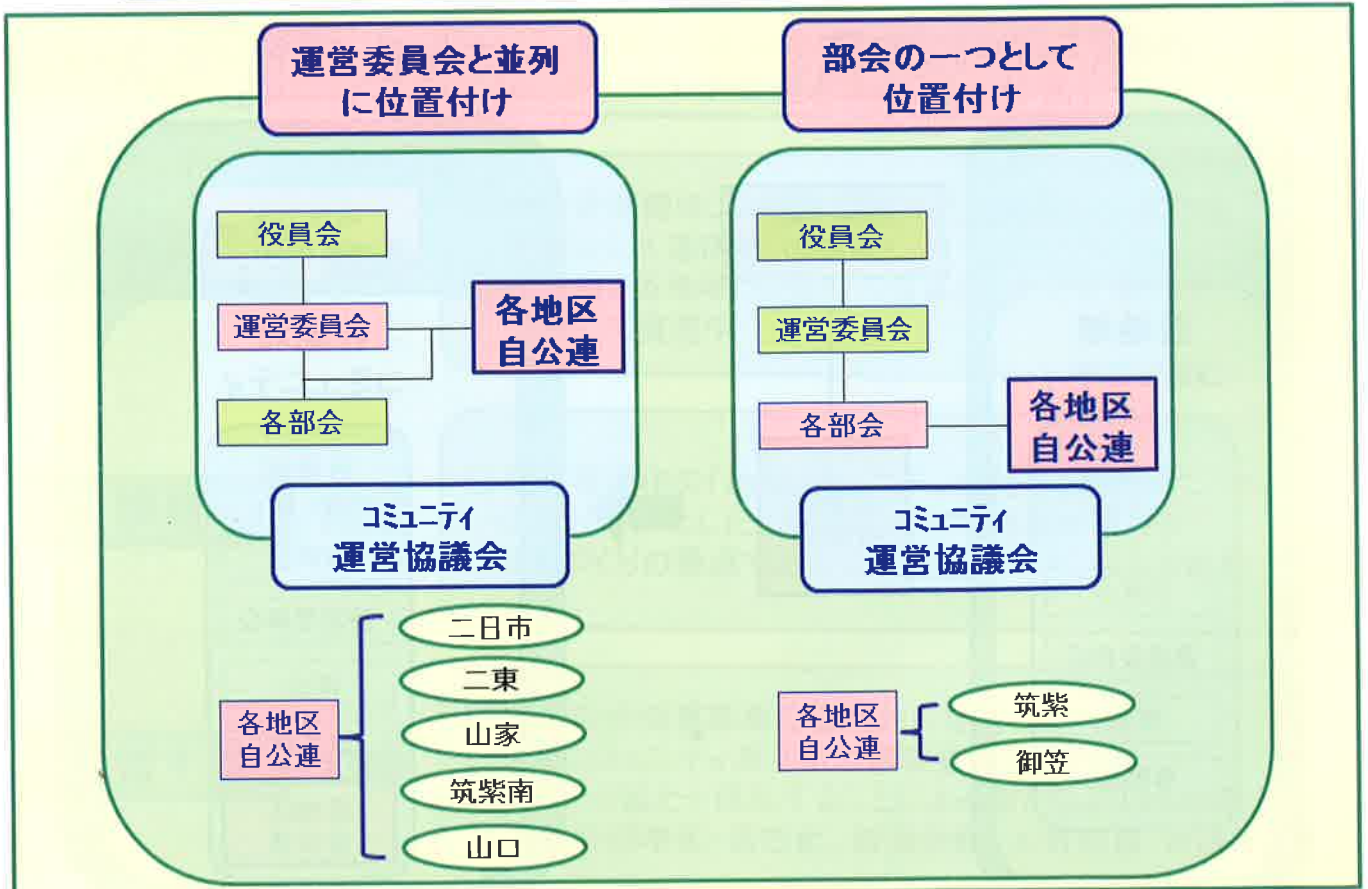 運営委員会と並列
に位置付け
役員会
運営委員会
各部会
各地区
自公連
コミュニティ
運営協議会
各地区
自公連
二日市
二東
山家
筑紫南
山口
部会の一つとして
位置付け
役員会
運営委員会
各部会
各地区
自公連
コミュニティ
運営協議会
各地区
自公連
筑紫
御笠